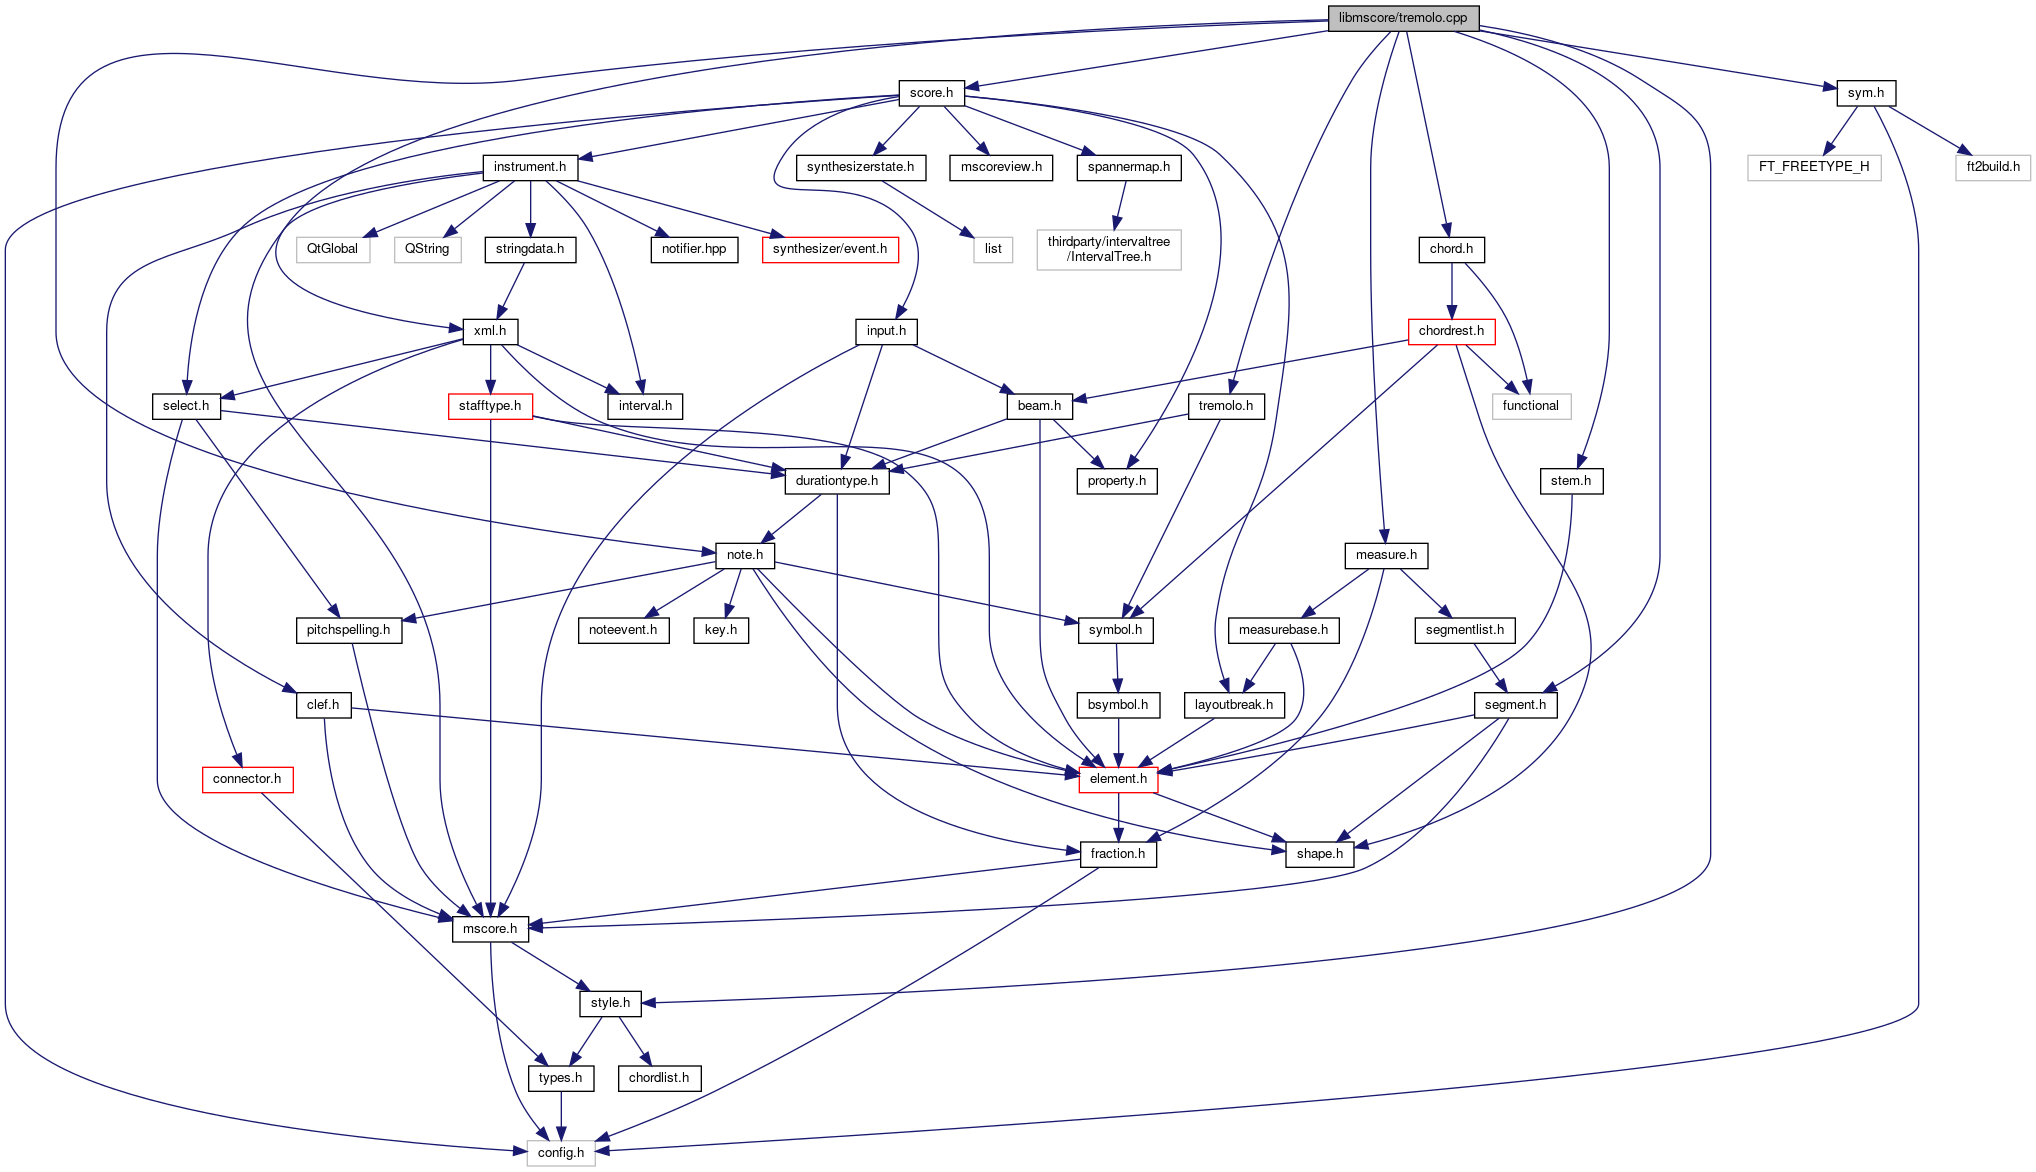 libmscore/tremolo.cpp
score.h
sym.h
instrument.h
synthesizerstate.h
mscoreview.h
spannermap.h
FT_FREETYPE_H
ft2build.h
QtGlobal
QString
stringdata.h
notifier.hpp
synthesizer/event.h
list
thirdparty/intervaltree
/IntervalTree.h
chord.h
xml.h
input.h
chordrest.h
select.h
stafftype.h
interval.h
beam.h
tremolo.h
functional
durationtype.h
property.h
stem.h
note.h
measure.h
pitchspelling.h
noteevent.h
key.h
symbol.h
measurebase.h
segmentlist.h
clef.h
bsymbol.h
layoutbreak.h
segment.h
connector.h
element.h
fraction.h
shape.h
mscore.h
style.h
types.h
chordlist.h
config.h